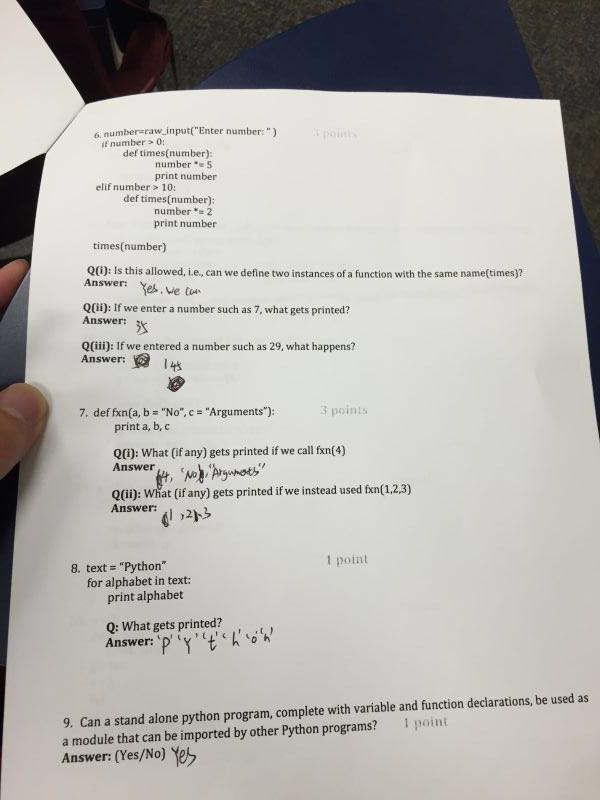 6. number=raw_input("Enter number: ") 3 points
if number > 0:
def times(number):
number *= 5
print number
elif number > 10:
def times(number):
number *= 2
print number
times(number)
Q(i): Is this allowed, i.e., can we define two instances of a function with the same name(times)?
Answer: Yes, we can
Q(ii): If we enter a number such as 7, what gets printed?
Answer: 35
Q(iii): If we entered a number such as 29, what happens?
Answer: 145
7. def fxn(a, b = "No", c = "Arguments"): 3 points
print a, b, c
Q(i): What (if any) gets printed if we call fxn(4)
Answer 4, 'No', "Arguments"
Q(ii): What (if any) gets printed if we instead used fxn(1,2,3)
Answer: 1,2,3
8. text = "Python" 1 point
for alphabet in text:
print alphabet
Q: What gets printed?
Answer: 'P' 'y' 't' 'h' 'o' 'n'
9. Can a stand alone python program, complete with variable and function declarations, be used as
a module that can be imported by other Python programs? 1 point
Answer: (Yes/No) Yes